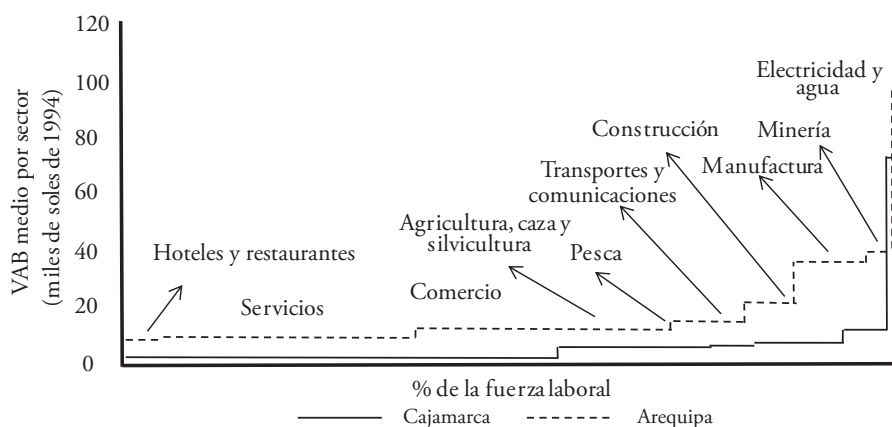 120
100
80
60
40
20
0
VAB medio por sector
(miles de soles de 1994)
Electricidad y
agua
Construcción
Minería
Manufactura
Transportes y
comunicaciones
Agricultura, caza y
silvicultura
Pesca
Hoteles y restaurantes
Comercio
Servicios
% de la fuerza laboral
Cajamarca
Arequipa